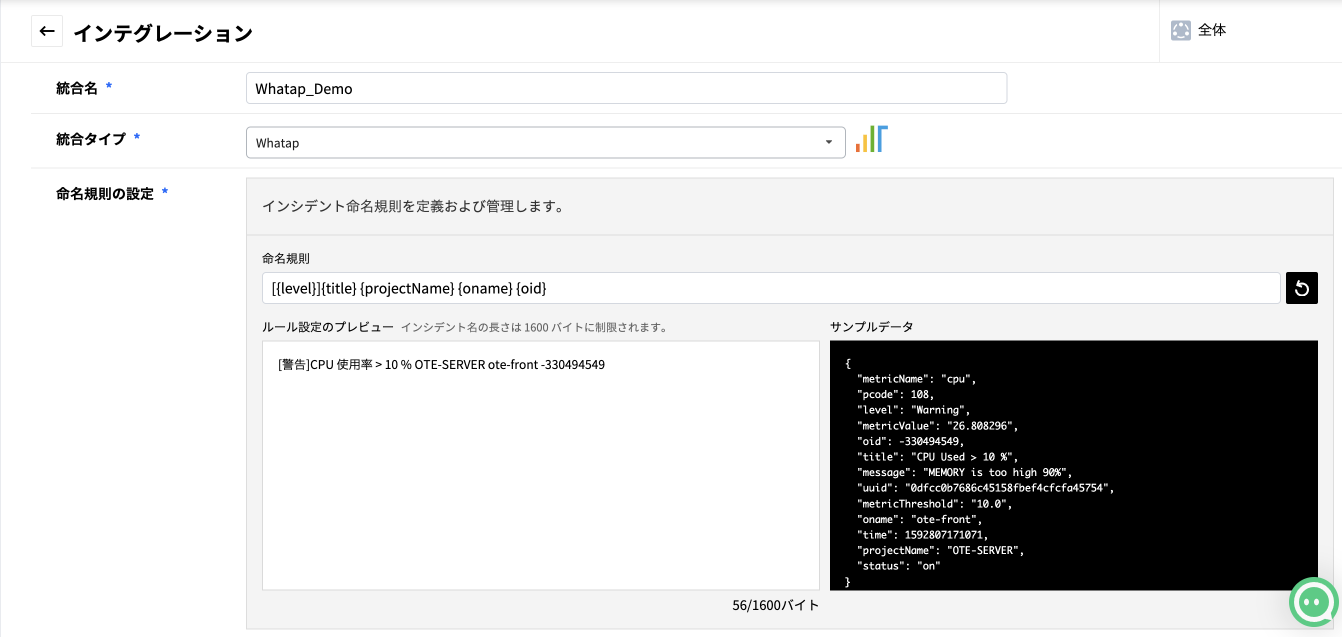 インテグレーション
全体
統合名 *
Whatap_Demo
統合タイプ *
Whatap
命名規則の設定 *
インシデント命名規則を定義および管理します。
命名規則
[{level}]{title} {projectName} {oname} {oid}
ルール設定のプレビュー インシデント名の長さは 1600 バイトに制限されます。
サンプルデータ
[警告]CPU 使用率 > 10 % OTE-SERVER ote-front -330494549
{
"metricName": "cpu",
"pcode": 108,
"level": "Warning",
"metricValue": "26.808296",
"oid": -330494549,
"title": "CPU Used > 10 %",
"message": "MEMORY is too high 90%",
"uuid": "0dfcc0b7686c45158fbef4cfcfa45754",
"metricThreshold": "10.0",
"oname": "ote-front",
"time": 1592807171071,
"projectName": "OTE-SERVER",
"status": "on"
}
56/1600バイト